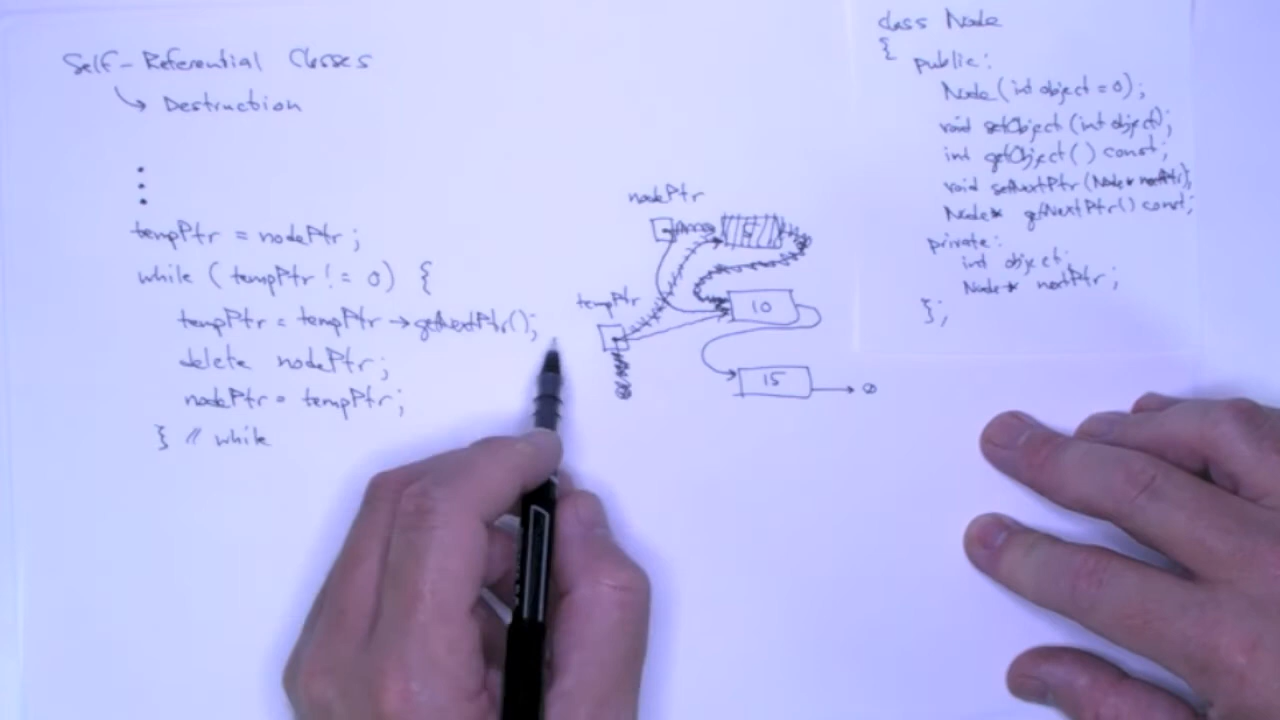 Self-Referential Classes
↳ Destruction
tempPtr = nodePtr;
while (tempPtr != 0) {
tempPtr = tempPtr → getNextPtr();
delete nodePtr;
nodePtr = tempPtr;
} // while
nodePtr
5
tempPtr
10
15
class Node
{
public:
Node(int object = 0);
void setObject(int object);
int getObject() const;
void setNextPtr(Node* nextPtr);
Node* getNextPtr() const;
private:
int object;
Node* nextPtr;
};